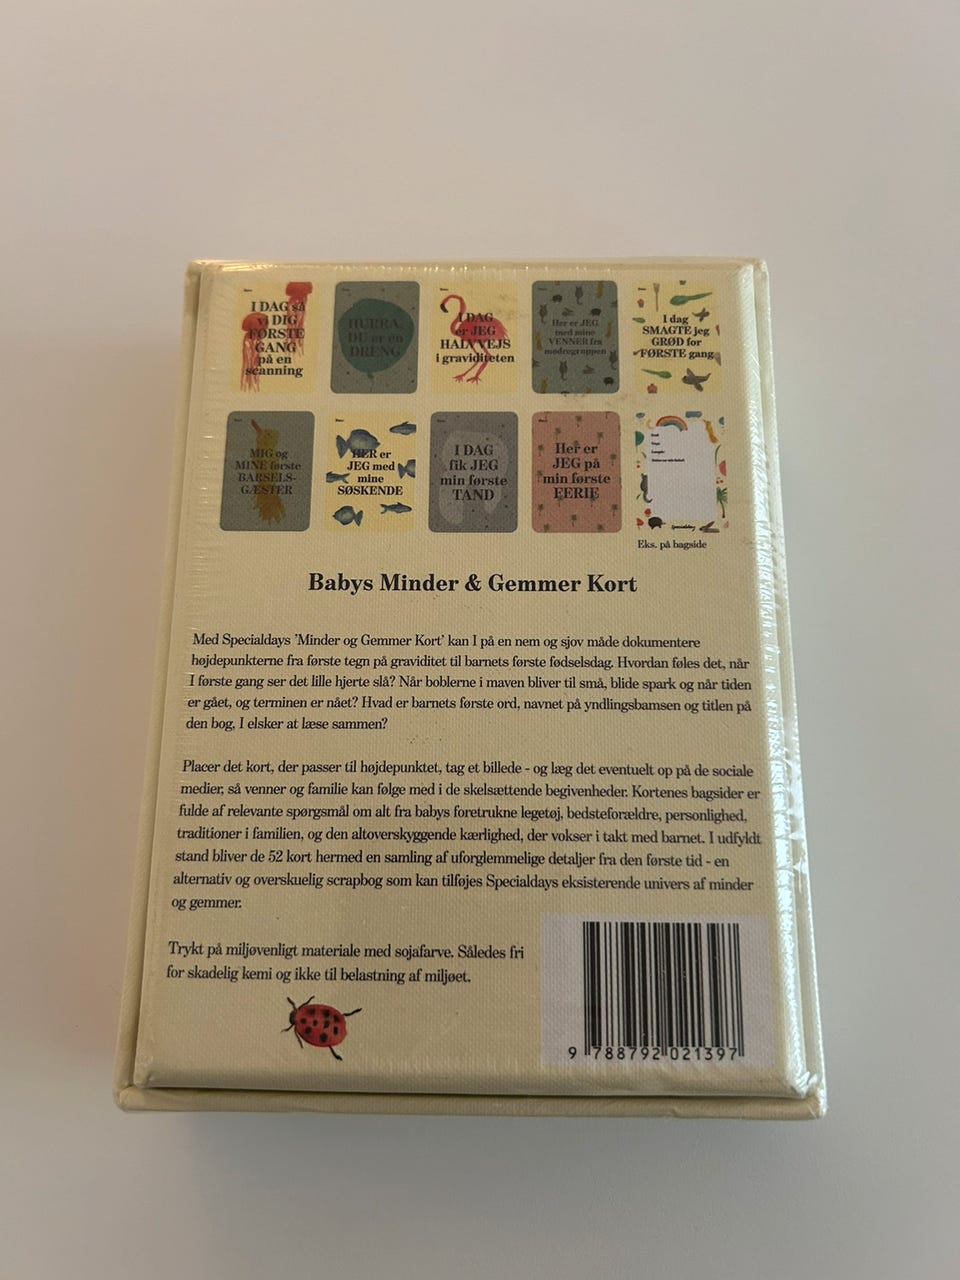 I DAG så
vi DIG
FØRSTE
GANG
på en
scanning
HURRA,
DU er en
DRENG
I DAG
er JEG
HALVVEJS
i graviditeten
Her er JEG
med mine
VENNER fra
mødregruppen
I dag
SMAGTE jeg
GRØD for
FØRSTE gang
MIG og
MINE første
BARSELS-
GÆSTER
HER er
JEG med
mine
SØSKENDE
I DAG
fik JEG
min første
TAND
Her er
JEG på
min første
FERIE
Specialday
Eks. på bagside
Babys Minder & Gemmer Kort
Med Specialdays 'Minder og Gemmer Kort' kan I på en nem og sjov måde dokumentere
højdepunkterne fra første tegn på graviditet til barnets første fødselsdag. Hvordan føles det, når
I første gang ser det lille hjerte slå? Når boblerne i maven bliver til små, blide spark og når tiden
er gået, og terminen er nået? Hvad er barnets første ord, navnet på yndlingsbamsen og titlen på
den bog, I elsker at læse sammen?
Placer det kort, der passer til højdepunktet, tag et billede - og læg det eventuelt op på de sociale
medier, så venner og familie kan følge med i de skelsættende begivenheder. Kortenes bagsider er
fulde af relevante spørgsmål om alt fra babys foretrukne legetøj, bedsteforældre, personlighed,
traditioner i familien, og den altoverskyggende kærlighed, der vokser i takt med barnet. I udfyldt
stand bliver de 52 kort hermed en samling af uforglemmelige detaljer fra den første tid - en
alternativ og overskuelig scrapbog som kan tilføjes Specialdays eksisterende univers af minder
og gemmer.
Trykt på miljøvenligt materiale med sojafarve. Således fri
for skadelig kemi og ikke til belastning af miljøet.
9 788792 021397